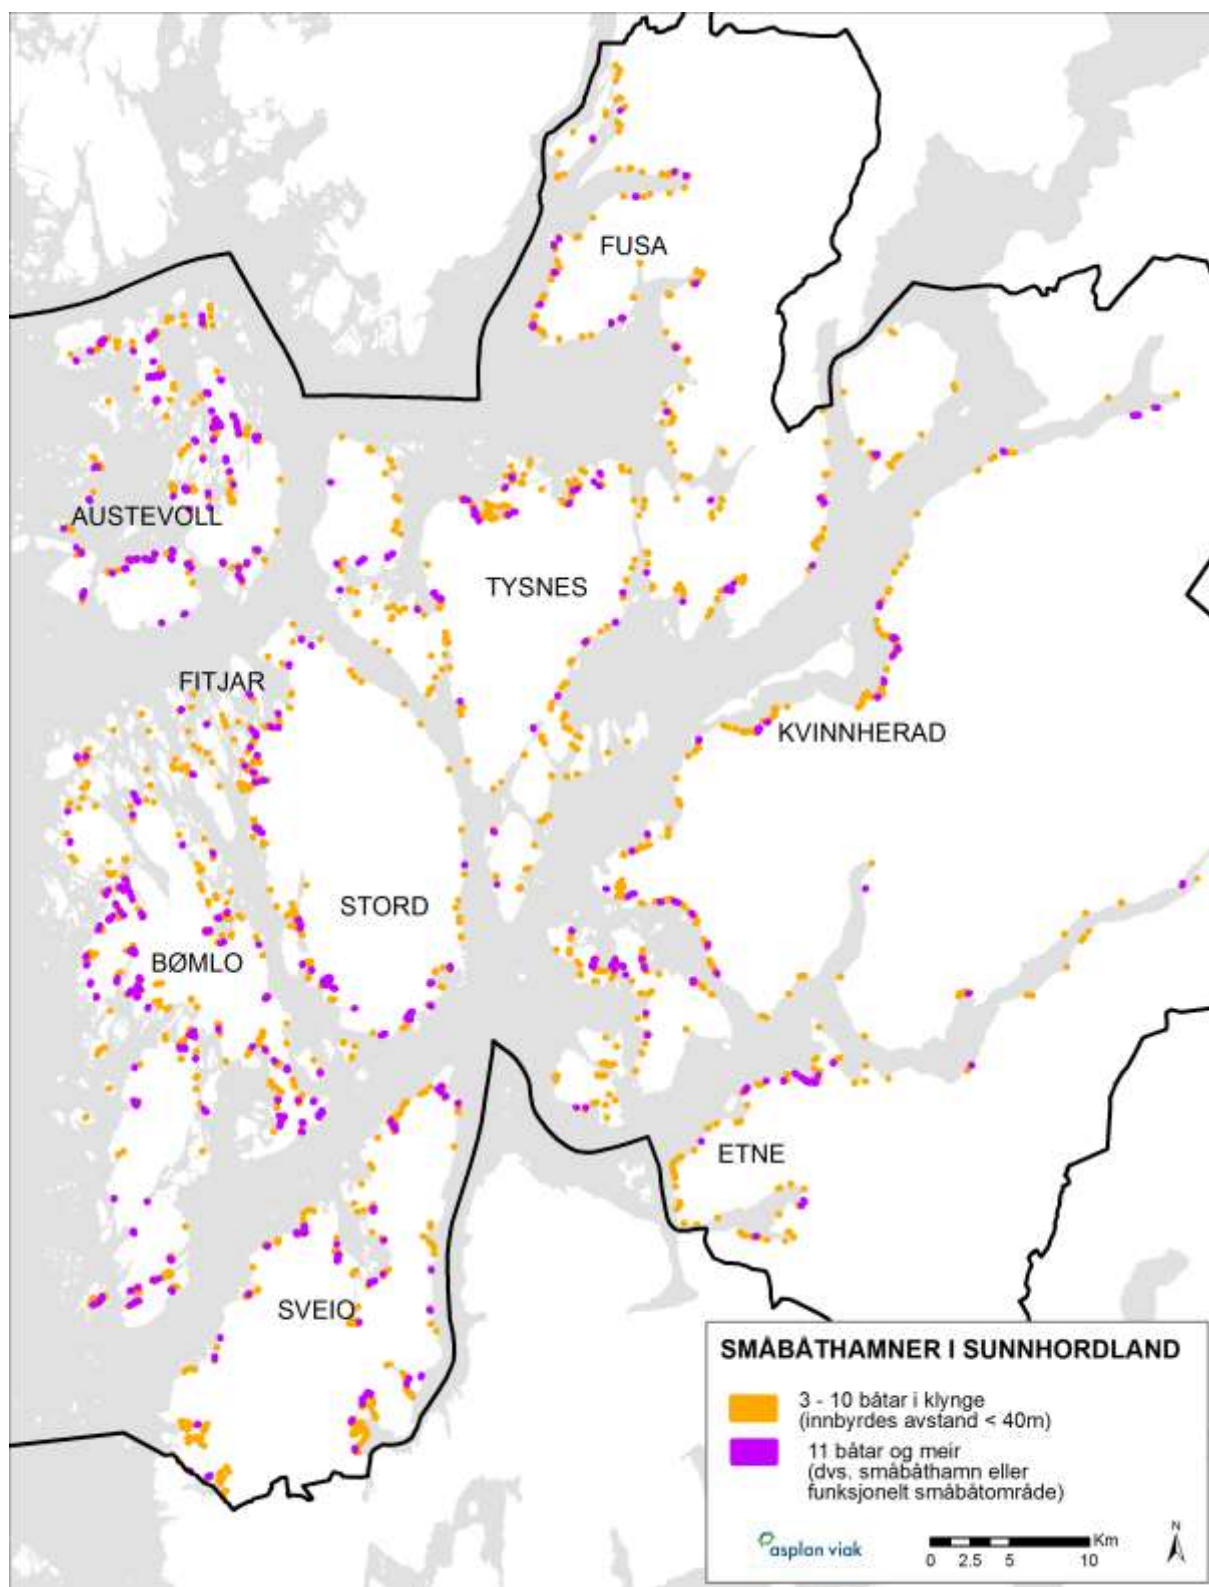 FUSA
AUSTEVOLL
TYSNES
FITJAR
KVINNHERAD
STORD
BØMLO
ETNE
SVEIO
SMÅBÅTHAMNER I SUNNHORDLAND
3 - 10 båtar i klynge
(innbyrdes avstand < 40m)
11 båtar og meir
(dvs. småbåthamn eller
funksjonelt småbåtområde)
asplan viak
Km
0 2.5 5 10
N